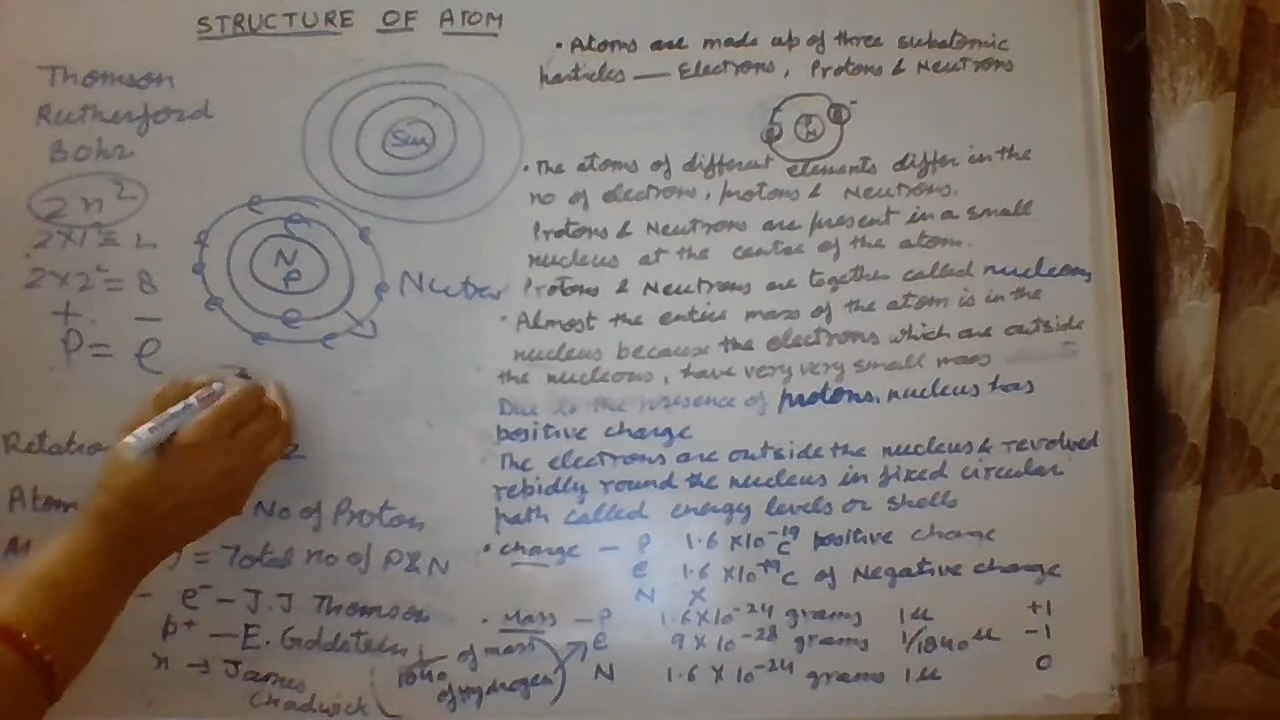 STRUCTURE OF ATOM
Thomson
Rutherford
Bohr
2n²
2×1²=2
2×2²=8
+ −
P = e
Sun
e e
N
P
e
Neutral
Relation
Atom
No of Proton
= Total no of P&N
- e⁻ – J.J. Thomson
p⁺ — E. Goldstein
n → James
Chadwick
1/1840 of mass
of Hydrogen
• Atoms are made up of three subatomic
particles — Electrons, Protons & Neutrons
• The atoms of different elements differ in the
no of electrons, protons & Neutrons.
Protons & Neutrons are present in a small
nucleus at the centre of the atom.
Protons & Neutrons are together called nucleons
• Almost the entire mass of the atom is in the
nucleus because the electrons which are outside
the nucleous, have very very small mass
Due to the presence of protons, nucleus has
positive charge
The electrons are outside the nucleus & revolved
rebidly round the nucleus in fixed circular
path called energy levels or shells
• charge – P 1.6 ×10⁻¹⁹ C positive charge
e 1.6 ×10⁻¹⁹ C of Negative charge
N ×
• Mass – P 1.6×10⁻²⁴ grams 1u +1
e 9 × 10⁻²⁸ grams 1/1840 u −1
N 1.6 × 10⁻²⁴ grams 1u 0